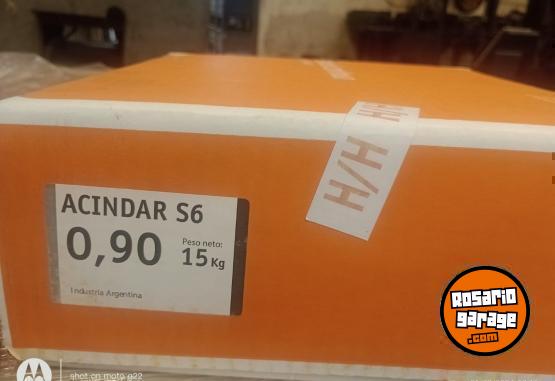 H/H
H/H
ACINDAR S6
0,90
Peso neto:
15 Kg
Industria Argentina
ROSARIO
garage
.com
shot on moto g22